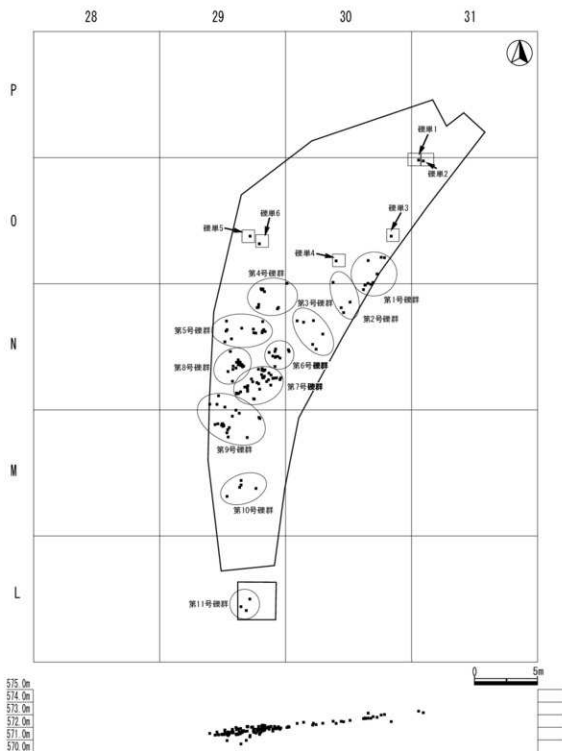 28 29 30 31
P
礫単1
礫単2
O
礫単6
礫単5
礫単3
礫単4
第4号礫群
第1号礫群
第3号礫群
第2号礫群
N
第5号礫群
第6号礫群
第8号礫群
第7号礫群
第9号礫群
M
第10号礫群
L
第11号礫群
0 5m
575.0m
574.0m
573.0m
572.0m
571.0m
570.0m